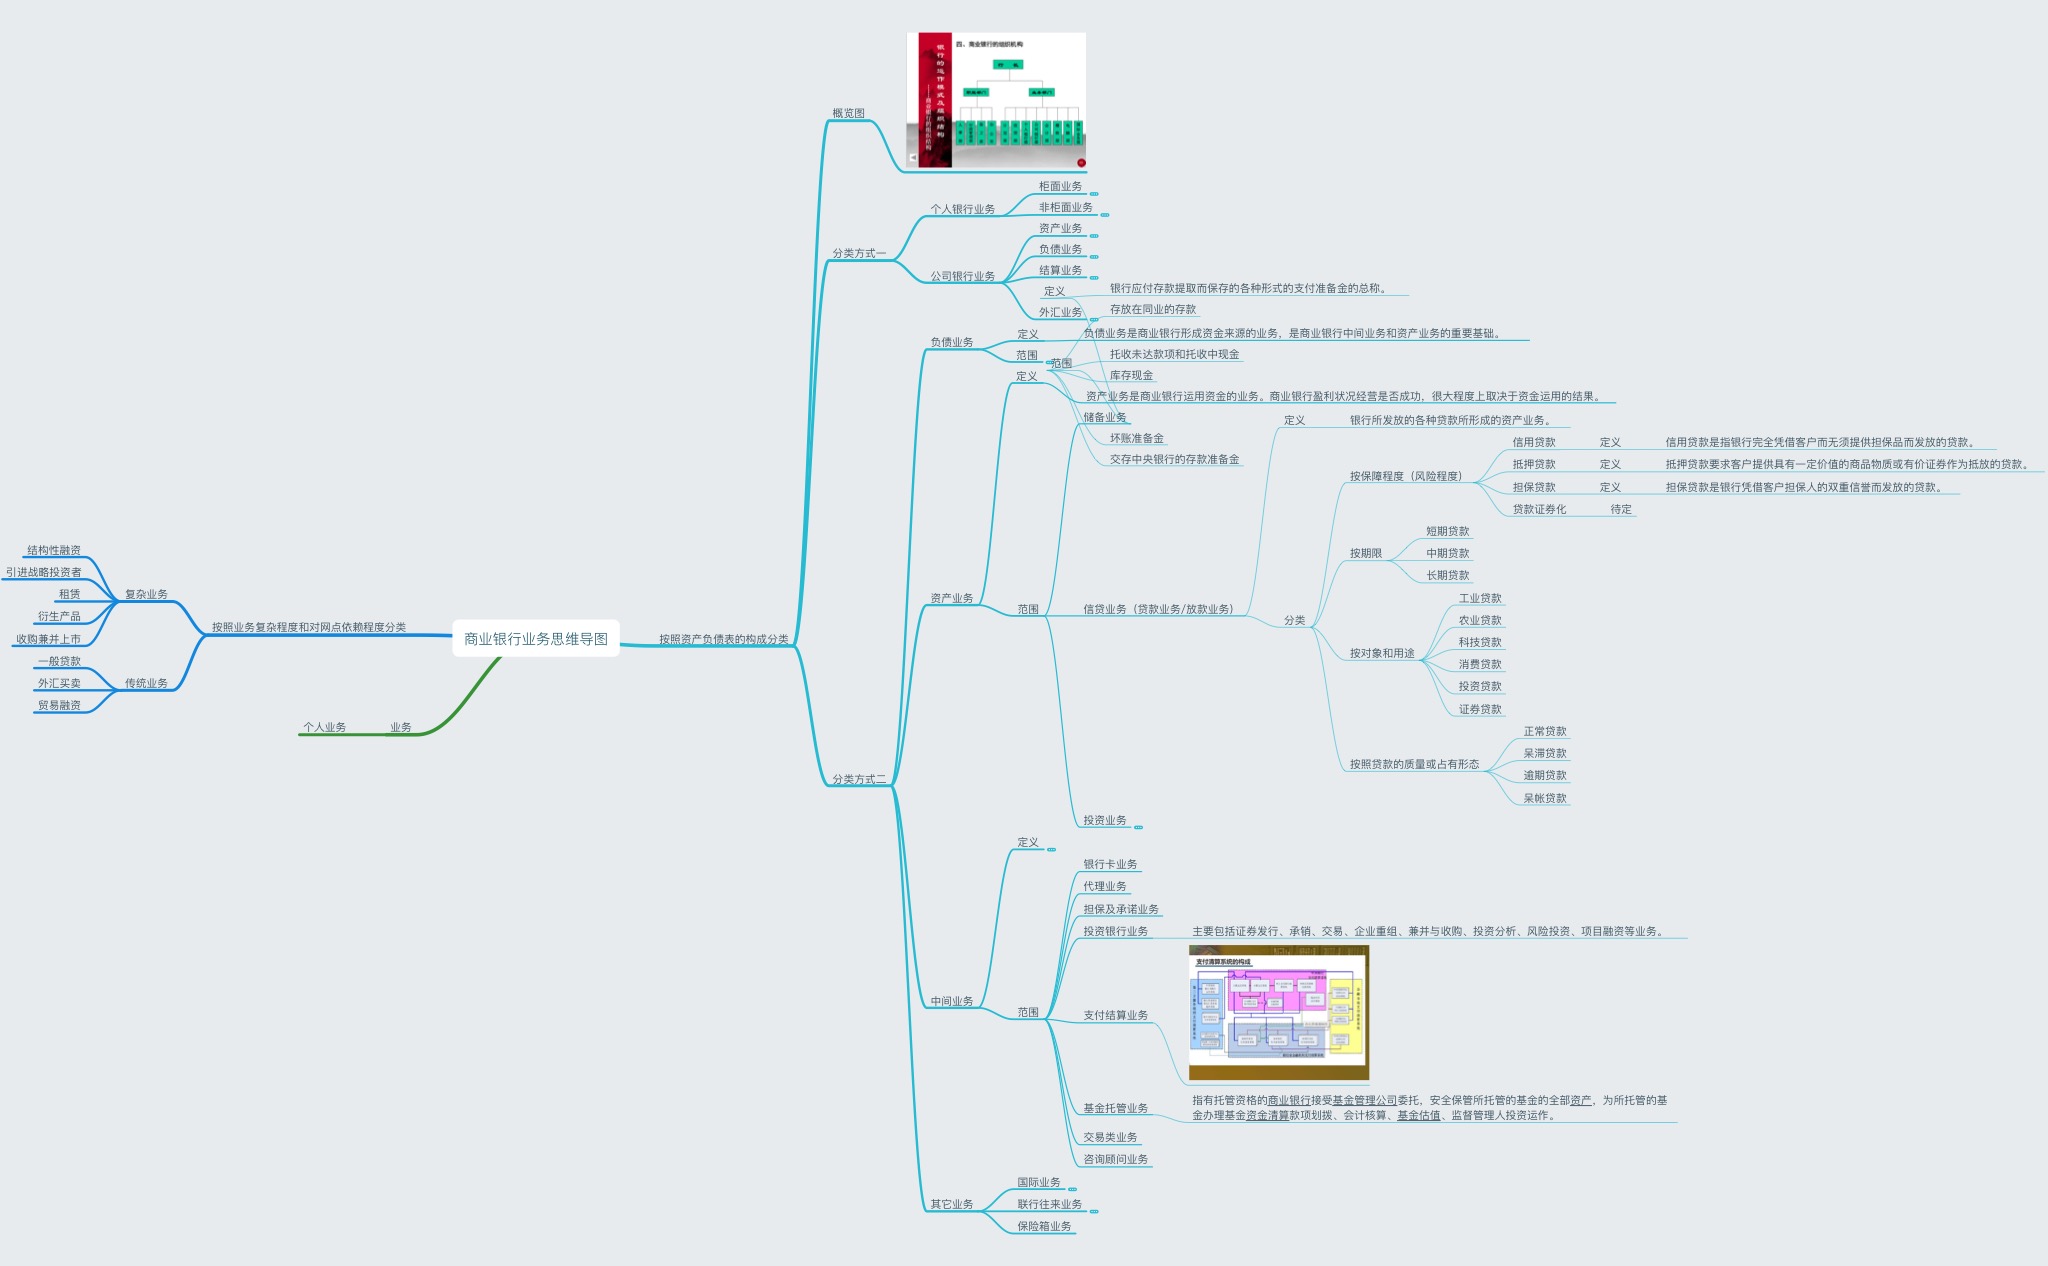 四、商业银行的组织机构
银行的运作模式及组织结构
——商业银行的组织结构
概览图
柜面业务
个人银行业务
非柜面业务
资产业务
负债业务
分类方式一
结算业务
公司银行业务
定义
银行应付存款提取而保存的各种形式的支付准备金的总称。
外汇业务
存放在同业的存款
定义
负债业务是商业银行形成资金来源的业务，是商业银行中间业务和资产业务的重要基础。
负债业务
范围
范围
托收未达款项和托收中现金
库存现金
定义
资产业务是商业银行运用资金的业务。商业银行盈利状况经营是否成功，很大程度上取决于资金运用的结果。
储备业务
坏账准备金
交存中央银行的存款准备金
定义
银行所发放的各种贷款所形成的资产业务。
信用贷款
定义
信用贷款是指银行完全凭借客户而无须提供担保品而发放的贷款。
按保障程度（风险程度）
抵押贷款
定义
抵押贷款要求客户提供具有一定价值的商品物质或有价证券作为抵放的贷款。
担保贷款
定义
担保贷款是银行凭借客户担保人的双重信誉而发放的贷款。
贷款证券化
待定
短期贷款
按期限
中期贷款
长期贷款
资产业务
范围
信贷业务（贷款业务/放款业务）
分类
工业贷款
农业贷款
科技贷款
按对象和用途
消费贷款
投资贷款
证券贷款
正常贷款
呆滞贷款
按照贷款的质量或占有形态
逾期贷款
呆帐贷款
投资业务
结构性融资
引进战略投资者
租赁
复杂业务
衍生产品
收购兼并上市
按照业务复杂程度和对网点依赖程度分类
商业银行业务思维导图
按照资产负债表的构成分类
一般贷款
外汇买卖
传统业务
贸易融资
个人业务
业务
分类方式二
定义
银行卡业务
代理业务
担保及承诺业务
投资银行业务
主要包括证券发行、承销、交易、企业重组、兼并与收购、投资分析、风险投资、项目融资等业务。
支付清算系统的构成
中间业务
范围
支付结算业务
基金托管业务
指有托管资格的商业银行接受基金管理公司委托，安全保管所托管的基金的全部资产，为所托管的基
金办理基金资金清算款项划拨、会计核算、基金估值、监督管理人投资运作。
交易类业务
咨询顾问业务
国际业务
其它业务
联行往来业务
保险箱业务